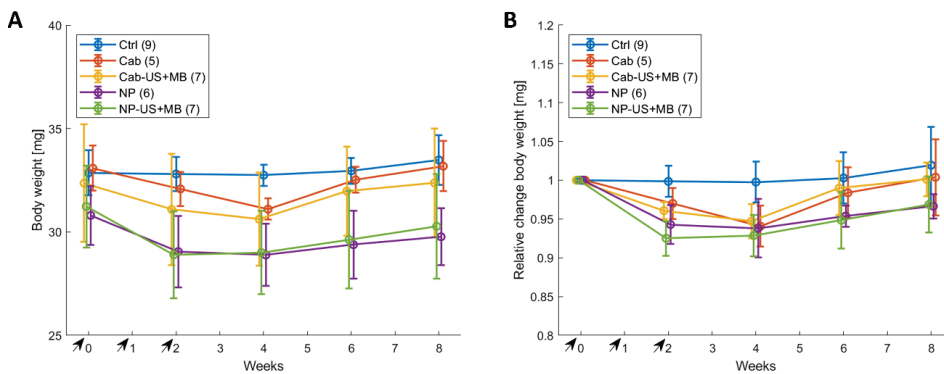 A
Body weight [mg]
40
35
30
25
Ctrl (9)
Cab (5)
Cab-US+MB (7)
NP (6)
NP-US+MB (7)
0 1 2 3 4 5 6 7 8
Weeks
B
Relative change body weight [mg]
1.2
1.15
1.1
1.05
1
0.95
0.9
0.85
0.8
Ctrl (9)
Cab (5)
Cab-US+MB (7)
NP (6)
NP-US+MB (7)
0 1 2 3 4 5 6 7 8
Weeks